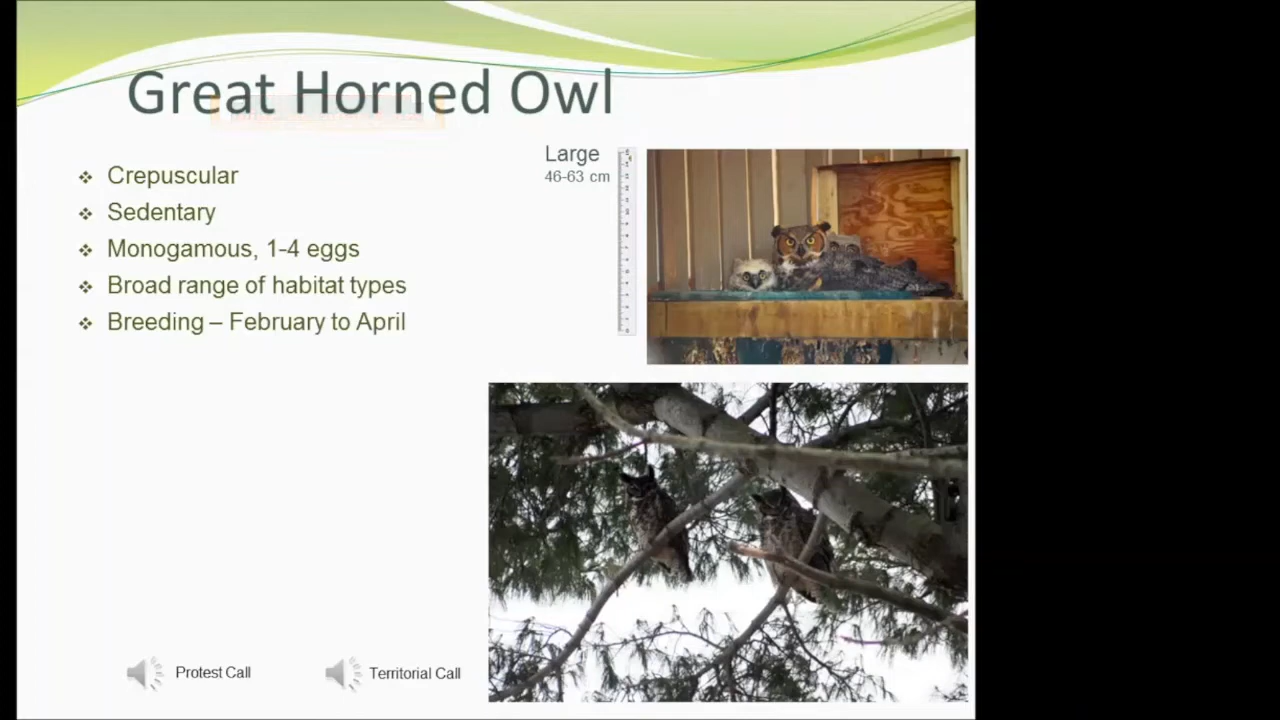 Great Horned Owl
Large
46-63 cm
Crepuscular
Sedentary
Monogamous, 1-4 eggs
Broad range of habitat types
Breeding – February to April
Protest Call
Territorial Call